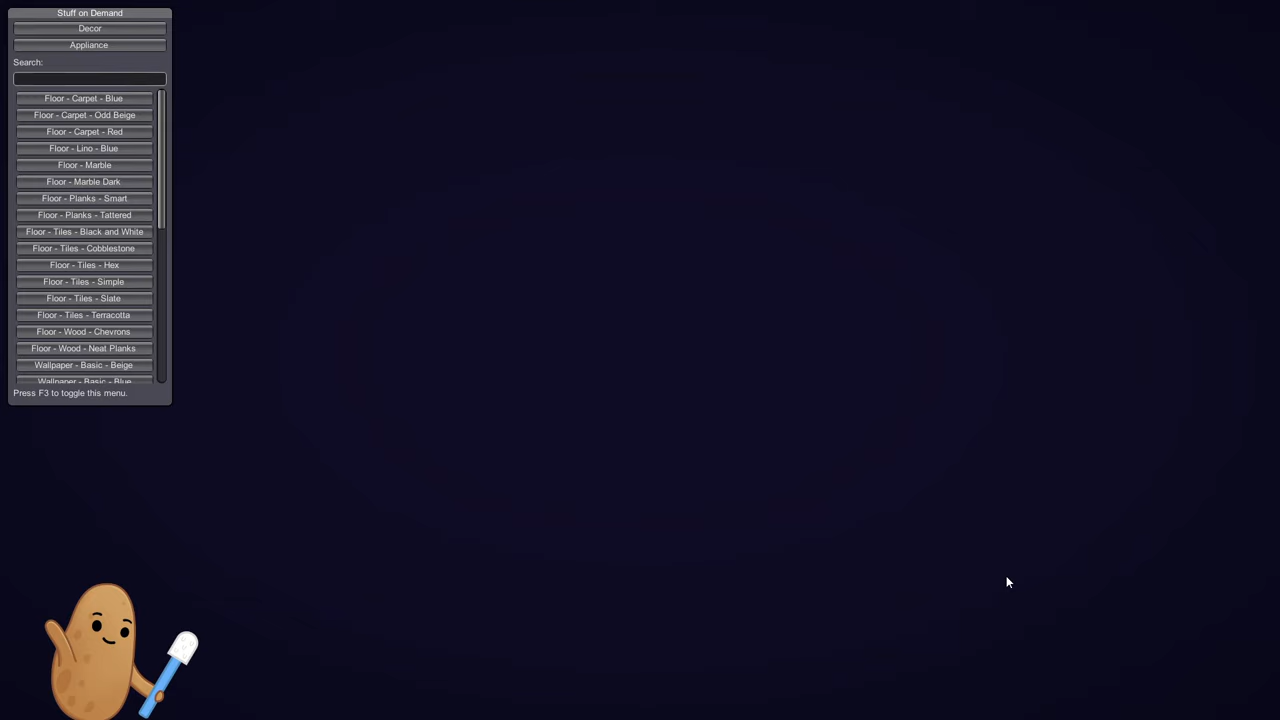 Stuff on Demand
Decor
Appliance
Search:
Floor - Carpet - Blue
Floor - Carpet - Odd Beige
Floor - Carpet - Red
Floor - Lino - Blue
Floor - Marble
Floor - Marble Dark
Floor - Planks - Smart
Floor - Planks - Tattered
Floor - Tiles - Black and White
Floor - Tiles - Cobblestone
Floor - Tiles - Hex
Floor - Tiles - Simple
Floor - Tiles - Slate
Floor - Tiles - Terracotta
Floor - Wood - Chevrons
Floor - Wood - Neat Planks
Wallpaper - Basic - Beige
Wallpaper - Basic - Blue
Press F3 to toggle this menu.